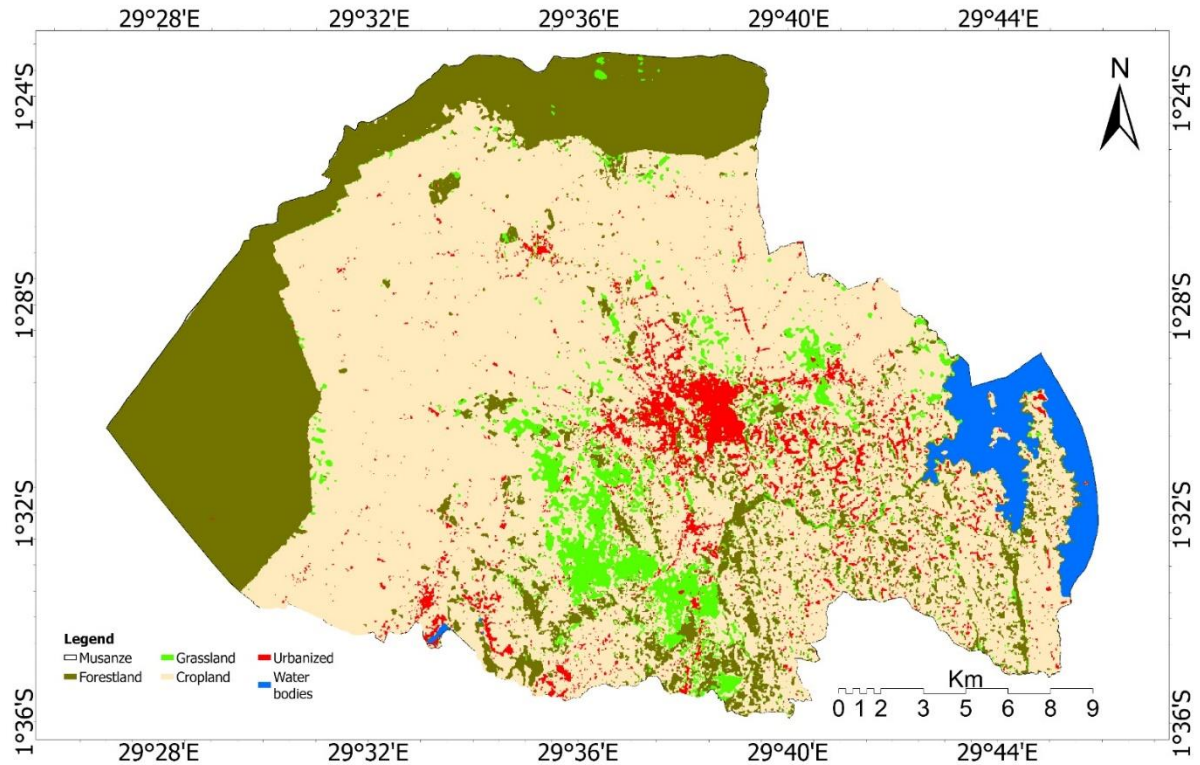 29°28'E 29°32'E 29°36'E 29°40'E 29°44'E
1°24'S 1°24'S
N
1°28'S 1°28'S
1°32'S 1°32'S
Legend
Musanze Grassland Urbanized
Forestland Cropland Water
bodies
Km
0 1 2 3 5 6 8 9
1°36'S 1°36'S
29°28'E 29°32'E 29°36'E 29°40'E 29°44'E